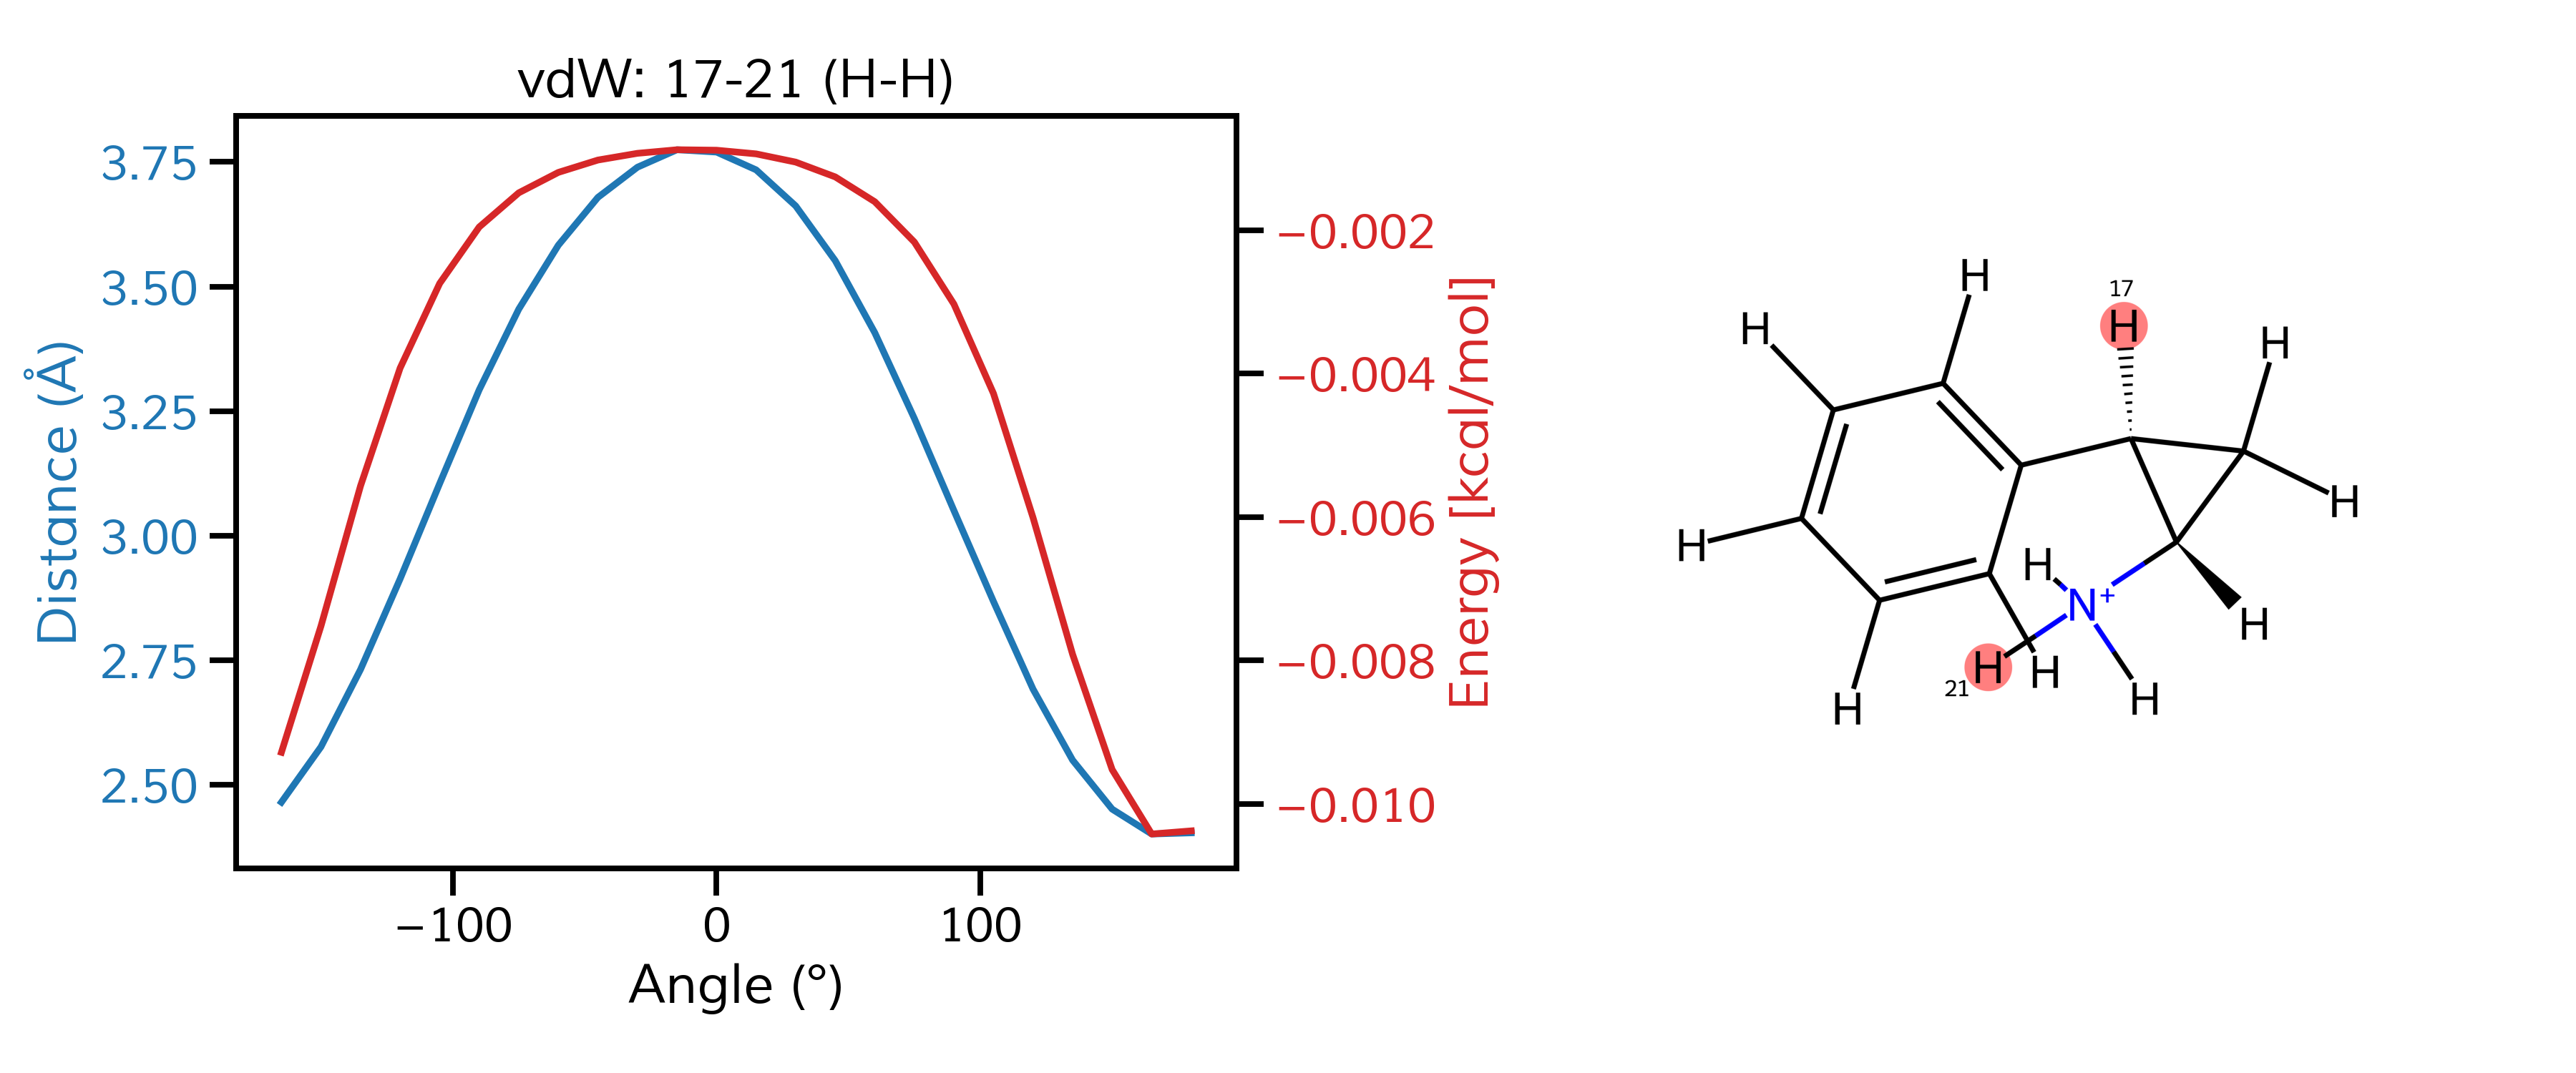 vdW: 17-21 (H-H)
3.75
3.50
3.25
3.00
2.75
2.50
Distance (Å)
−0.002
−0.004
−0.006
−0.008
−0.010
Energy [kcal/mol]
−100 0 100
Angle (°)
H
17
H
H
H
H
H
H
H
N+
H
H
21
H
H
H